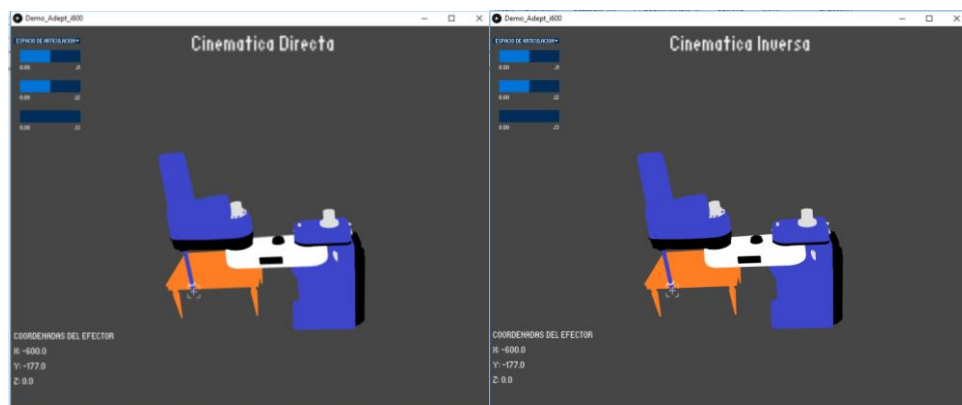 Demo_Adept_i600
Cinematica Directa
ESPACIO DE ARTICULACION
0.00 J1
0.00 J2
0.00 J3
COORDENADAS DEL EFECTOR
X: -600.0
Y: -177.0
Z: 0.0
Demo_Adept_i600
Cinematica Inversa
ESPACIO DE ARTICULACION
0.00 J1
0.00 J2
0.00 J3
COORDENADAS DEL EFECTOR
X: -600.0
Y: -177.0
Z: 0.0